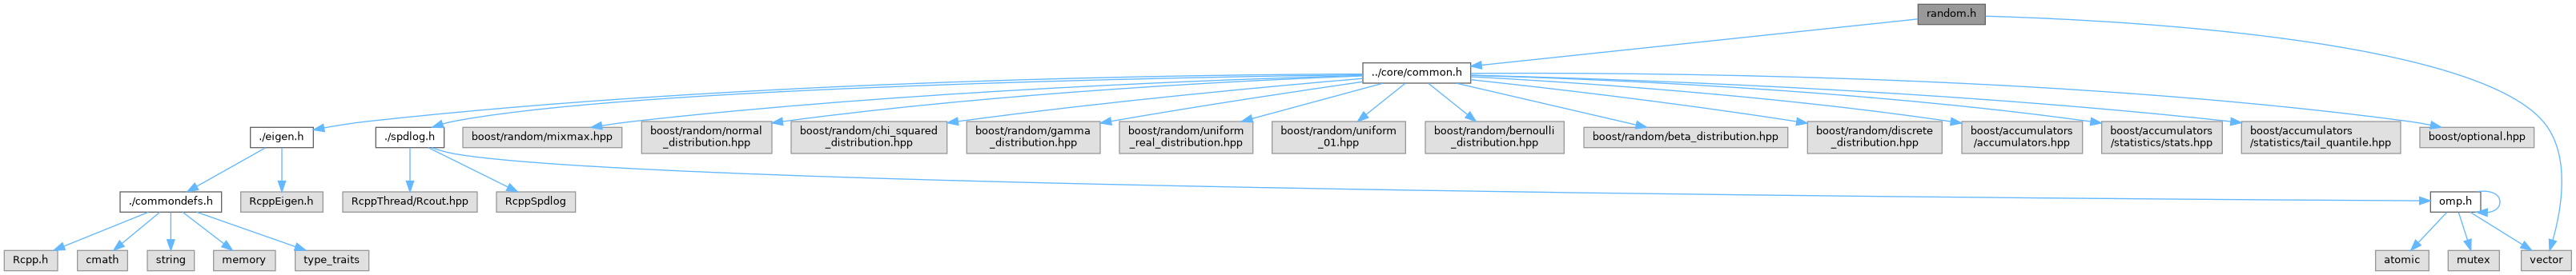 random.h
../core/common.h
./eigen.h
./spdlog.h
boost/random/mixmax.hpp
boost/random/normal
_distribution.hpp
boost/random/chi_squared
_distribution.hpp
boost/random/gamma
_distribution.hpp
boost/random/uniform
_real_distribution.hpp
boost/random/uniform
_01.hpp
boost/random/bernoulli
_distribution.hpp
boost/random/beta_distribution.hpp
boost/random/discrete
_distribution.hpp
boost/accumulators
/accumulators.hpp
boost/accumulators
/statistics/stats.hpp
boost/accumulators
/statistics/tail_quantile.hpp
boost/optional.hpp
./commondefs.h
RcppEigen.h
RcppThread/Rcout.hpp
RcppSpdlog
omp.h
Rcpp.h
cmath
string
memory
type_traits
atomic
mutex
vector